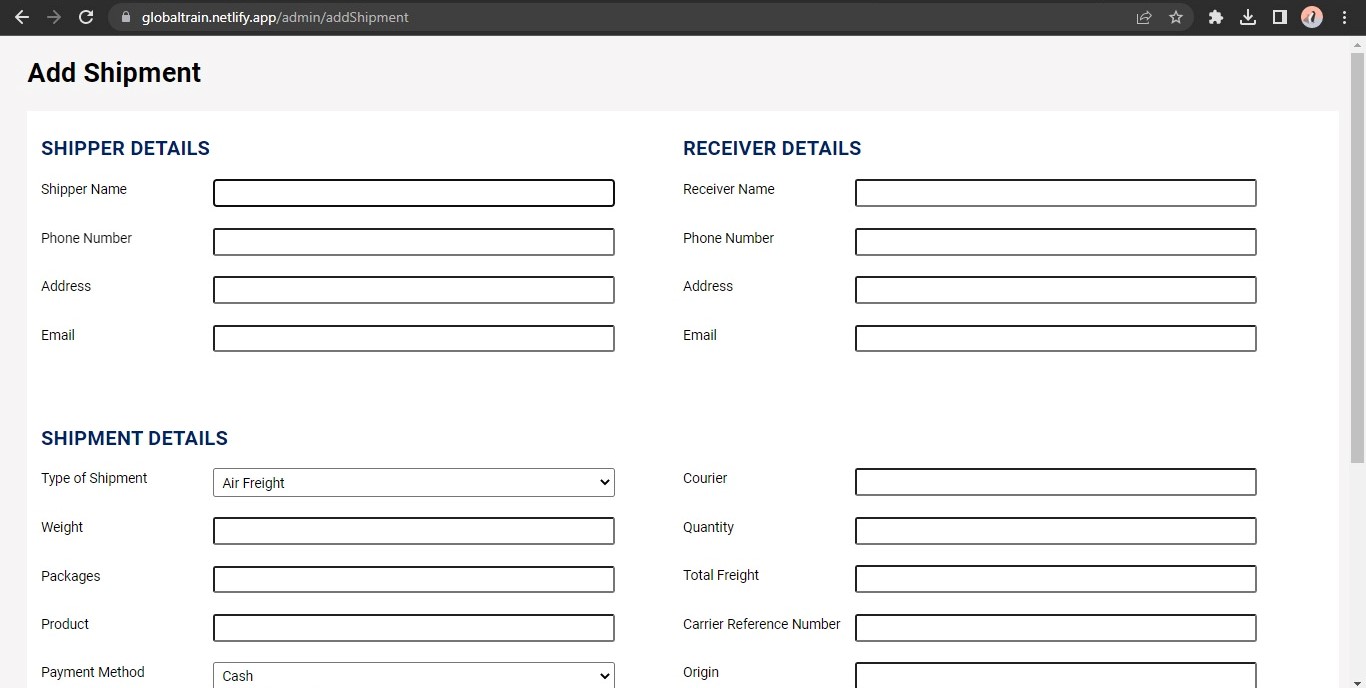 globaltrain.netlify.app/admin/addShipment
Add Shipment
SHIPPER DETAILS
Shipper Name
Phone Number
Address
Email
RECEIVER DETAILS
Receiver Name
Phone Number
Address
Email
SHIPMENT DETAILS
Type of Shipment Air Freight
Weight
Packages
Product
Payment Method Cash
Courier
Quantity
Total Freight
Carrier Reference Number
Origin